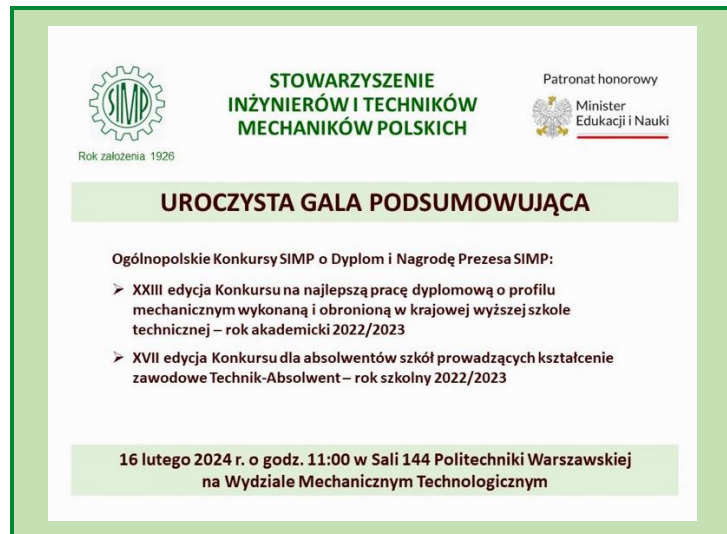 SIMP
Rok założenia 1926
STOWARZYSZENIE
INŻYNIERÓW I TECHNIKÓW
MECHANIKÓW POLSKICH
Patronat honorowy
Minister
Edukacji i Nauki
UROCZYSTA GALA PODSUMOWUJĄCA
Ogólnopolskie Konkursy SIMP o Dyplom i Nagrodę Prezesa SIMP:
➢ XXIII edycja Konkursu na najlepszą pracę dyplomową o profilu
mechanicznym wykonaną i obronioną w krajowej wyższej szkole
technicznej – rok akademicki 2022/2023
➢ XVII edycja Konkursu dla absolwentów szkół prowadzących kształcenie
zawodowe Technik-Absolwent – rok szkolny 2022/2023
16 lutego 2024 r. o godz. 11:00 w Sali 144 Politechniki Warszawskiej
na Wydziale Mechanicznym Technologicznym